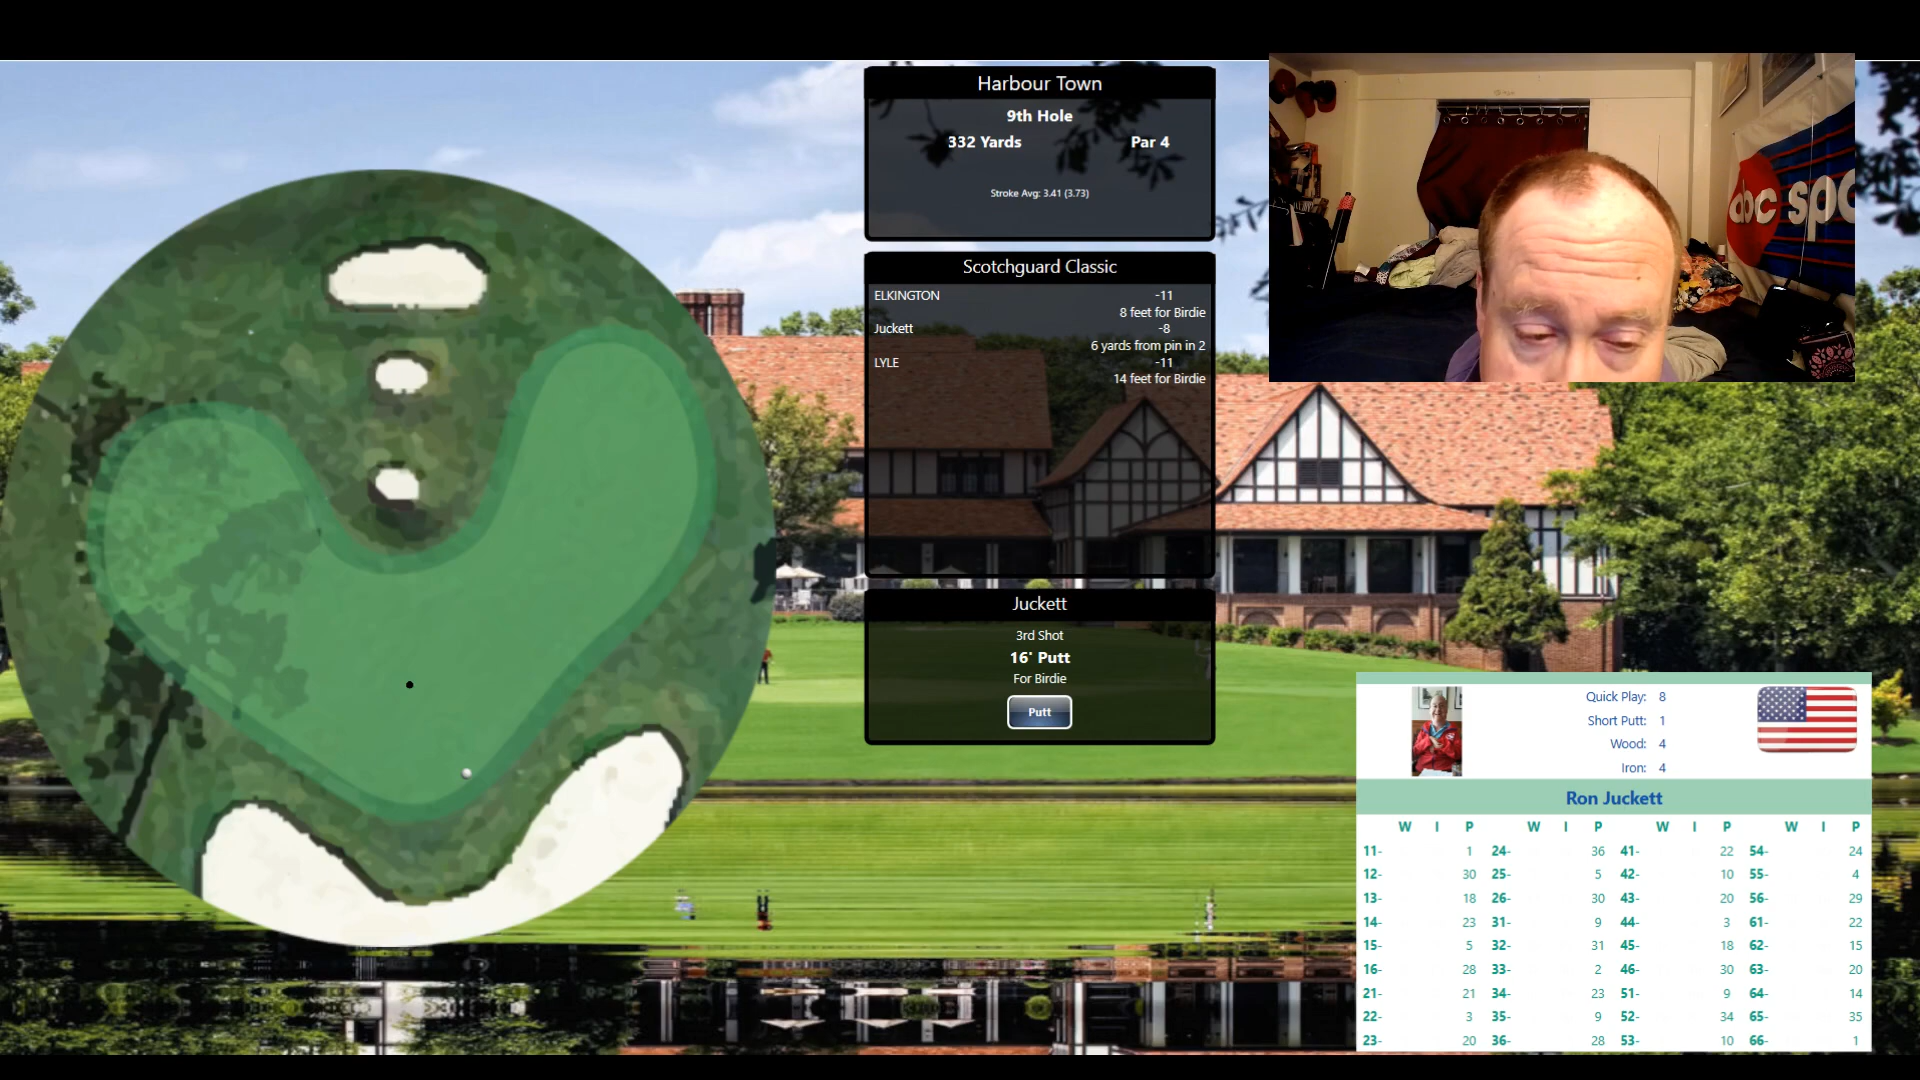 Harbour Town
9th Hole
332 Yards Par 4
Stroke Avg: 3.41 (3.73)
Scotchguard Classic
ELKINGTON -11
8 feet for Birdie
Juckett -8
6 yards from pin in 2
LYLE -11
14 feet for Birdie
Juckett
3rd Shot
16' Putt
For Birdie
Putt
abc spo
Quick Play: 8
Short Putt: 1
Wood: 4
Iron: 4
Ron Juckett
W I P W I P W I P W I P
11- 1 24- 36 41- 22 54- 24
12- 30 25- 5 42- 10 55- 4
13- 18 26- 30 43- 20 56- 29
14- 23 31- 9 44- 3 61- 22
15- 5 32- 31 45- 18 62- 15
16- 28 33- 2 46- 30 63- 20
21- 21 34- 23 51- 9 64- 14
22- 3 35- 9 52- 34 65- 35
23- 20 36- 28 53- 10 66- 1